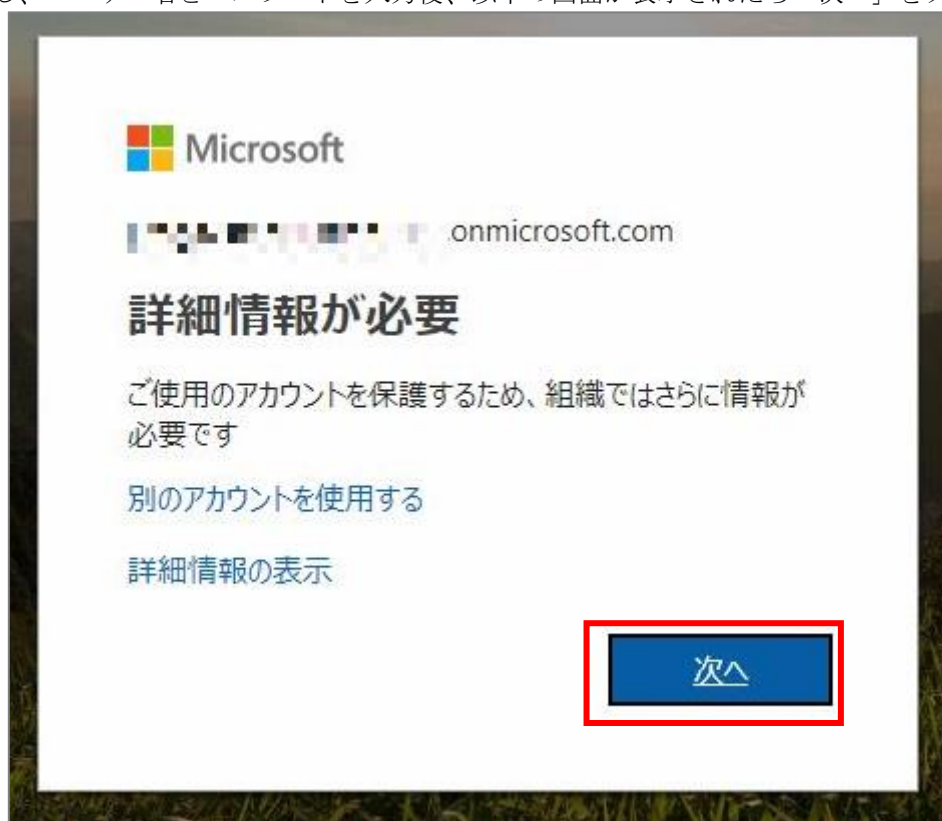 Microsoft
.onmicrosoft.com
詳細情報が必要
ご使用のアカウントを保護するため、組織ではさらに情報が
必要です
別のアカウントを使用する
詳細情報の表示
次へ